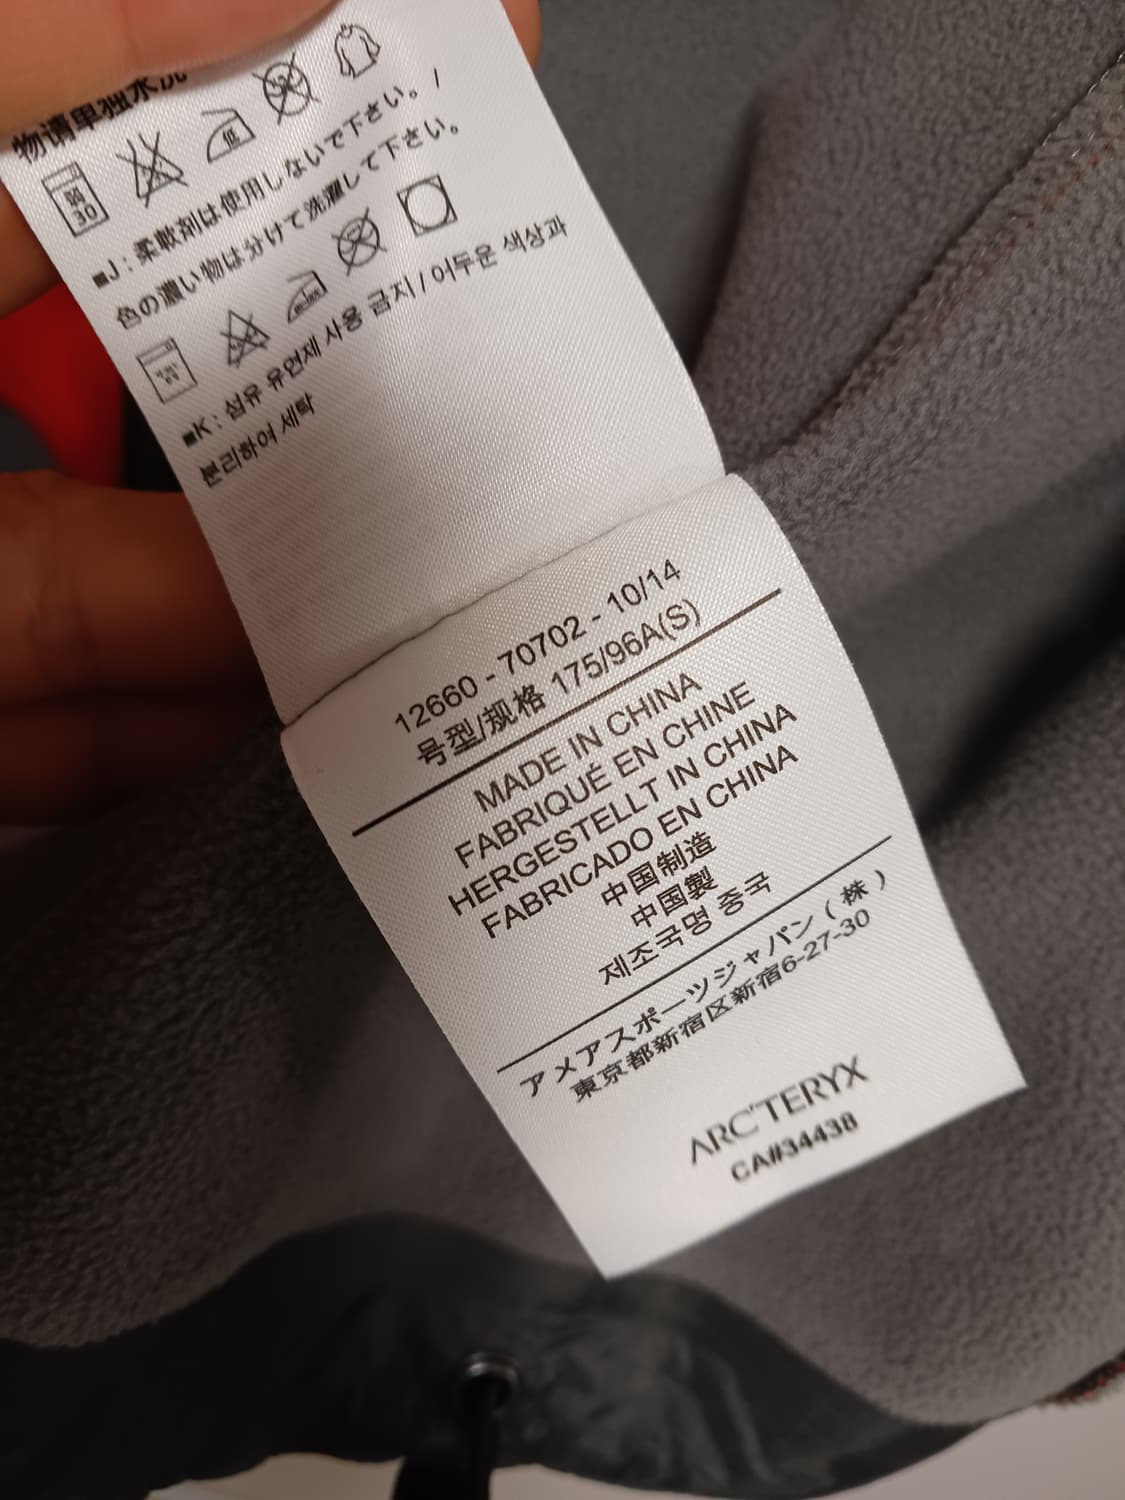 物请单独水洗
低
弱
30
■J : 柔軟剤は使用しないで下さい。 /
色の濃い物は分けて洗濯して下さい。
■K : 섬유 유연제 사용 금지 / 어두운 색상과
분리하여 세탁
12660 - 70702 - 10/14
号型/规格 175/96A(S)
MADE IN CHINA
FABRIQUÉ EN CHINE
HERGESTELLT IN CHINA
FABRICADO EN CHINA
中国制造
中国製
제조국명 중국
アメアスポーツジャパン ( 株 )
東京都新宿区新宿6-27-30
ARC'TERYX
CA#34438